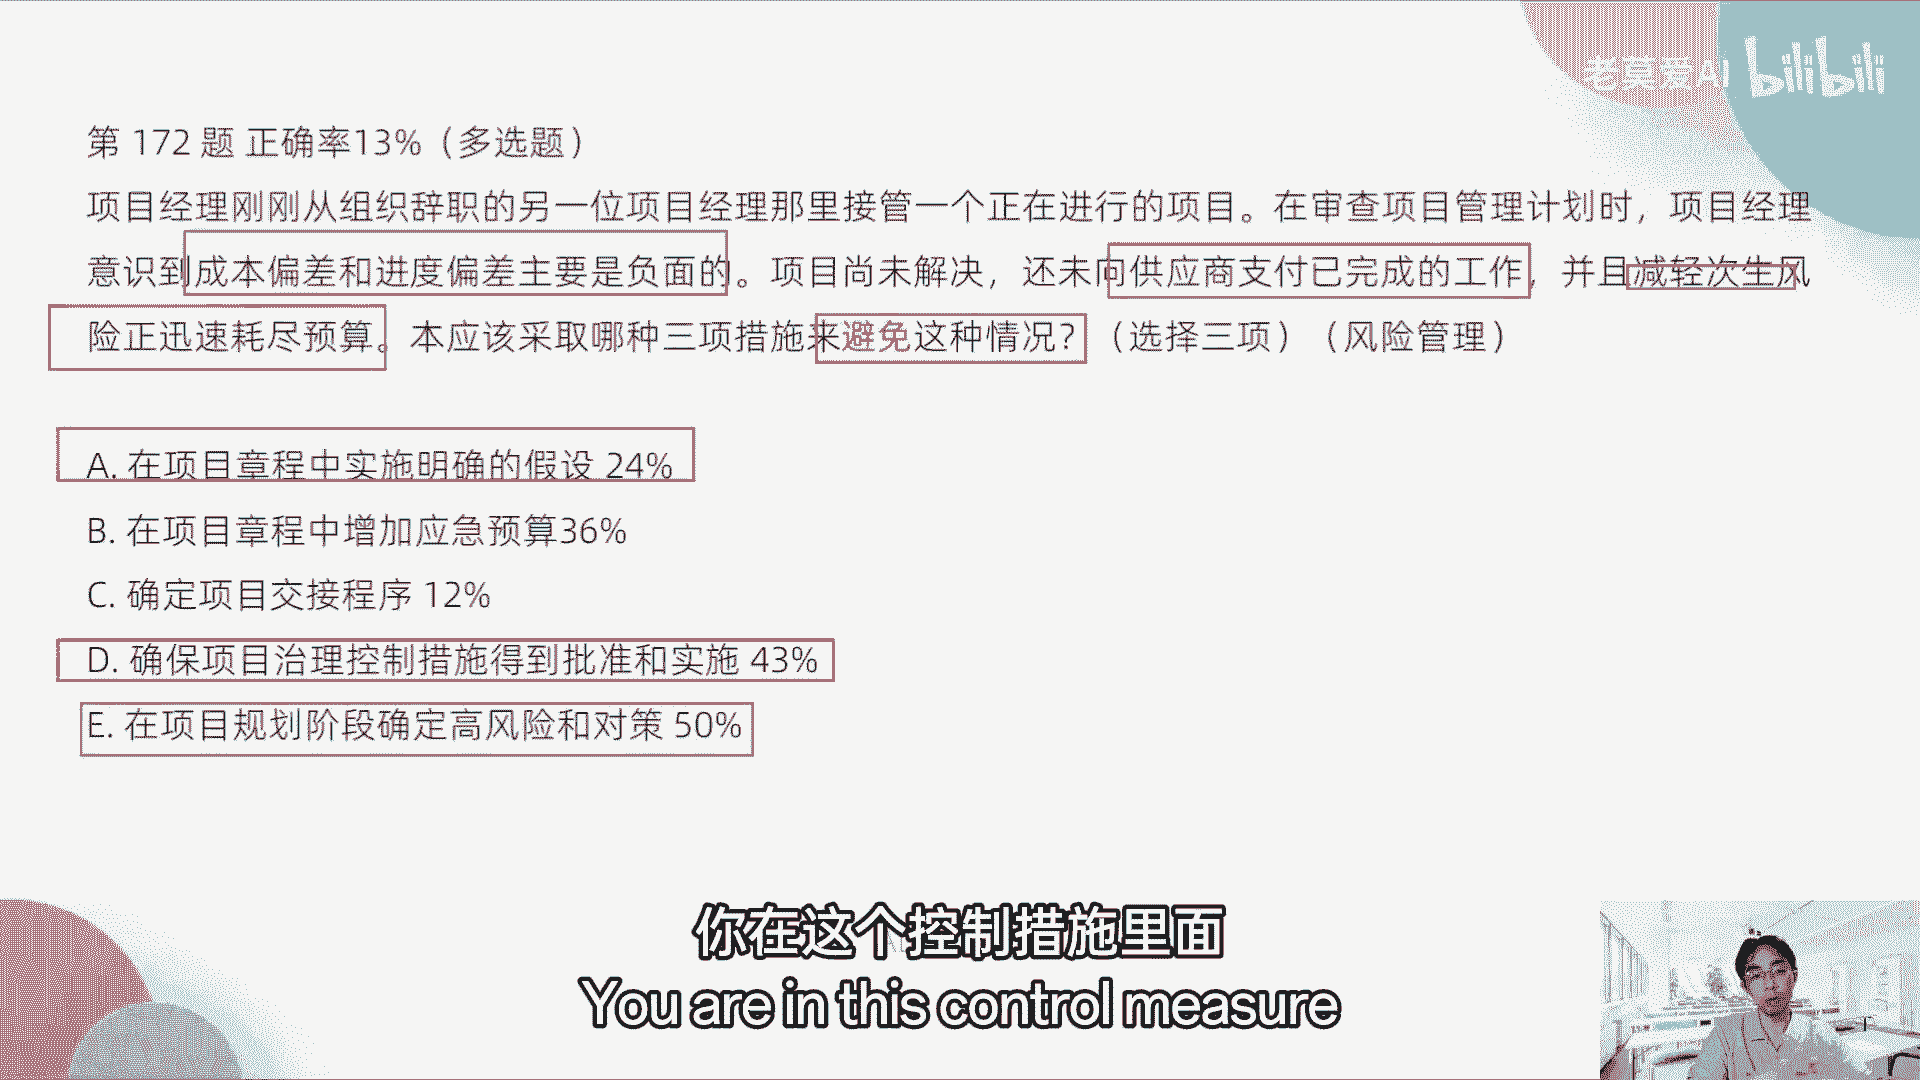 老莫爱AI bilibili
第 172 题 正确率13%（多选题）
项目经理刚刚从组织辞职的另一位项目经理那里接管一个正在进行的项目。在审查项目管理计划时，项目经理
意识到成本偏差和进度偏差主要是负面的。项目尚未解决，还未向供应商支付已完成的工作，并且减轻次生风
险正迅速耗尽预算。本应该采取哪种三项措施来避免这种情况？（选择三项）（风险管理）
A. 在项目章程中实施明确的假设 24%
B. 在项目章程中增加应急预算36%
C. 确定项目交接程序 12%
D. 确保项目治理控制措施得到批准和实施 43%
E. 在项目规划阶段确定高风险和对策 50%
你在这个控制措施里面
You are in this control measure